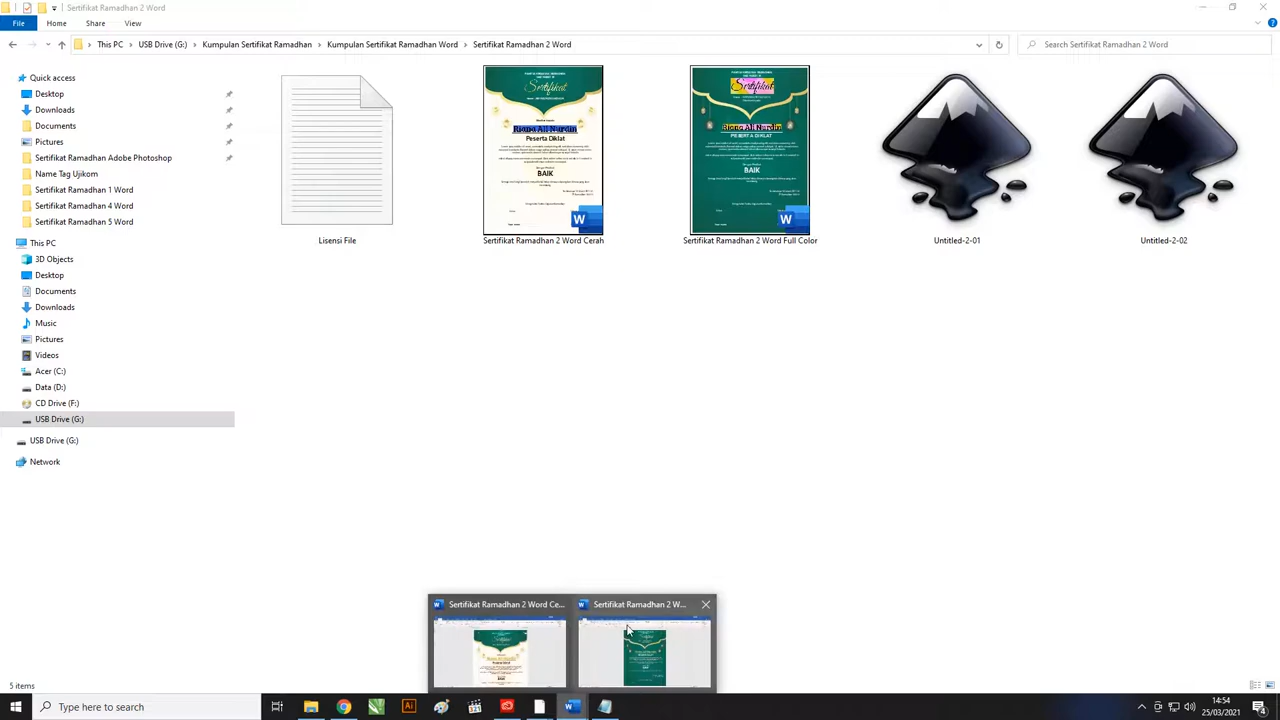 Sertifikat Ramadhan 2 Word
File
Home
Share
View
This PC
USB Drive (G:)
Kumpulan Sertifikat Ramadhan
Kumpulan Sertifikat Ramadhan Word
Sertifikat Ramadhan 2 Word
Search Sertifikat Ramadhan 2 Word
Quick access
Desktop
Downloads
Documents
Pictures
Sertifikat Ramadhan Adobe Photoshop
Sertifikat Ramadhan 1 Word
Sertifikat Ramadhan 4 Word
Sertifikat Ramadhan 5 Word
This PC
3D Objects
Desktop
Documents
Downloads
Music
Pictures
Videos
Acer (C:)
Data (D:)
CD Drive (F:)
USB Drive (G:)
USB Drive (G:)
Network
Sertifikat
Peserta Diklat
BAIK
W
Sertifikat
PESERTA DIKLAT
BAIK
W
Lisensi File
Sertifikat Ramadhan 2 Word Cerah
Sertifikat Ramadhan 2 Word Full Color
Untitled-2-01
Untitled-2-02
Sertifikat Ramadhan 2 Word Ce...
Sertifikat Ramadhan 2 W...
5 items
Type here to search
Ai
14:54
25/03/2021